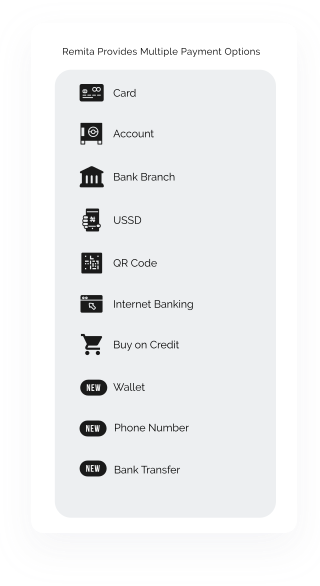 Remita Provides Multiple Payment Options
Card
Account
Bank Branch
USSD
QR Code
Internet Banking
Buy on Credit
NEW Wallet
NEW Phone Number
NEW Bank Transfer